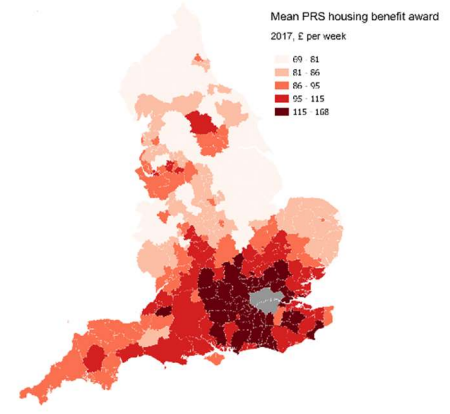 Mean PRS housing benefit award
2017, £ per week
69 - 81
81 - 86
86 - 95
95 - 115
115 - 168